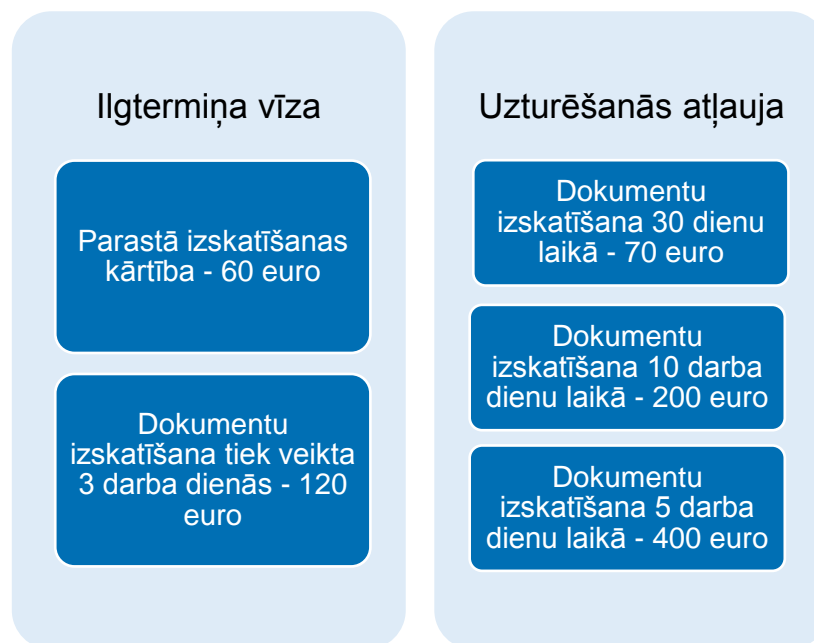 Ilgtermiņa vīza
Parastā izskatīšanas
kārtība - 60 euro
Dokumentu
izskatīšana tiek veikta
3 darba dienās - 120
euro
Uzturēšanās atļauja
Dokumentu
izskatīšana 30 dienu
laikā - 70 euro
Dokumentu
izskatīšana 10 darba
dienu laikā - 200 euro
Dokumentu
izskatīšana 5 darba
dienu laikā - 400 euro